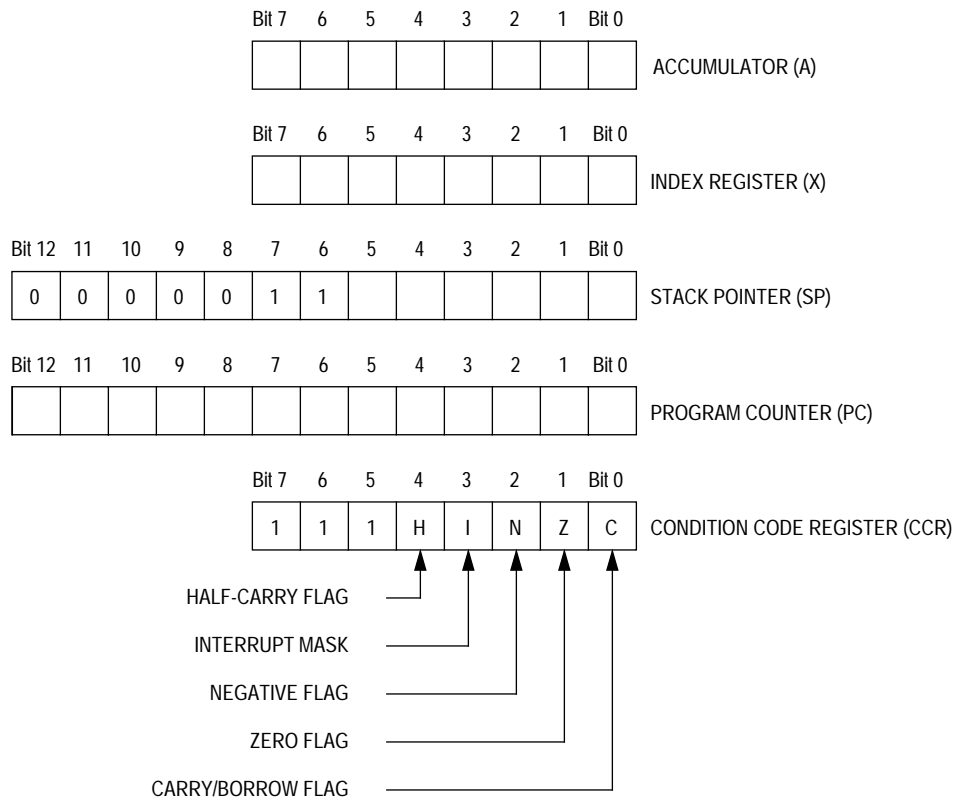 Bit 7 6 5 4 3 2 1 Bit 0
ACCUMULATOR (A)
Bit 7 6 5 4 3 2 1 Bit 0
INDEX REGISTER (X)
Bit 12 11 10 9 8 7 6 5 4 3 2 1 Bit 0
0 0 0 0 0 1 1 STACK POINTER (SP)
Bit 12 11 10 9 8 7 6 5 4 3 2 1 Bit 0
PROGRAM COUNTER (PC)
Bit 7 6 5 4 3 2 1 Bit 0
1 1 1 H I N Z C CONDITION CODE REGISTER (CCR)
HALF-CARRY FLAG
INTERRUPT MASK
NEGATIVE FLAG
ZERO FLAG
CARRY/BORROW FLAG